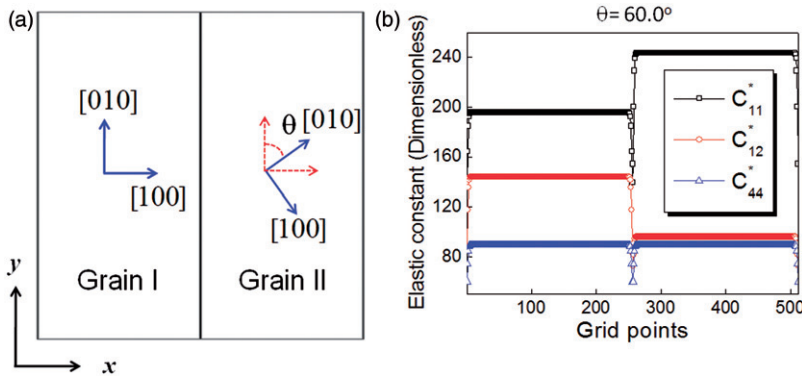 (a)
[010]
[100]
Grain I
θ
[010]
[100]
Grain II
y
x
(b)
θ= 60.0°
Elastic constant (Dimensionless)
240
200
160
120
80
C*11
C*12
C*44
100
200
300
400
500
Grid points